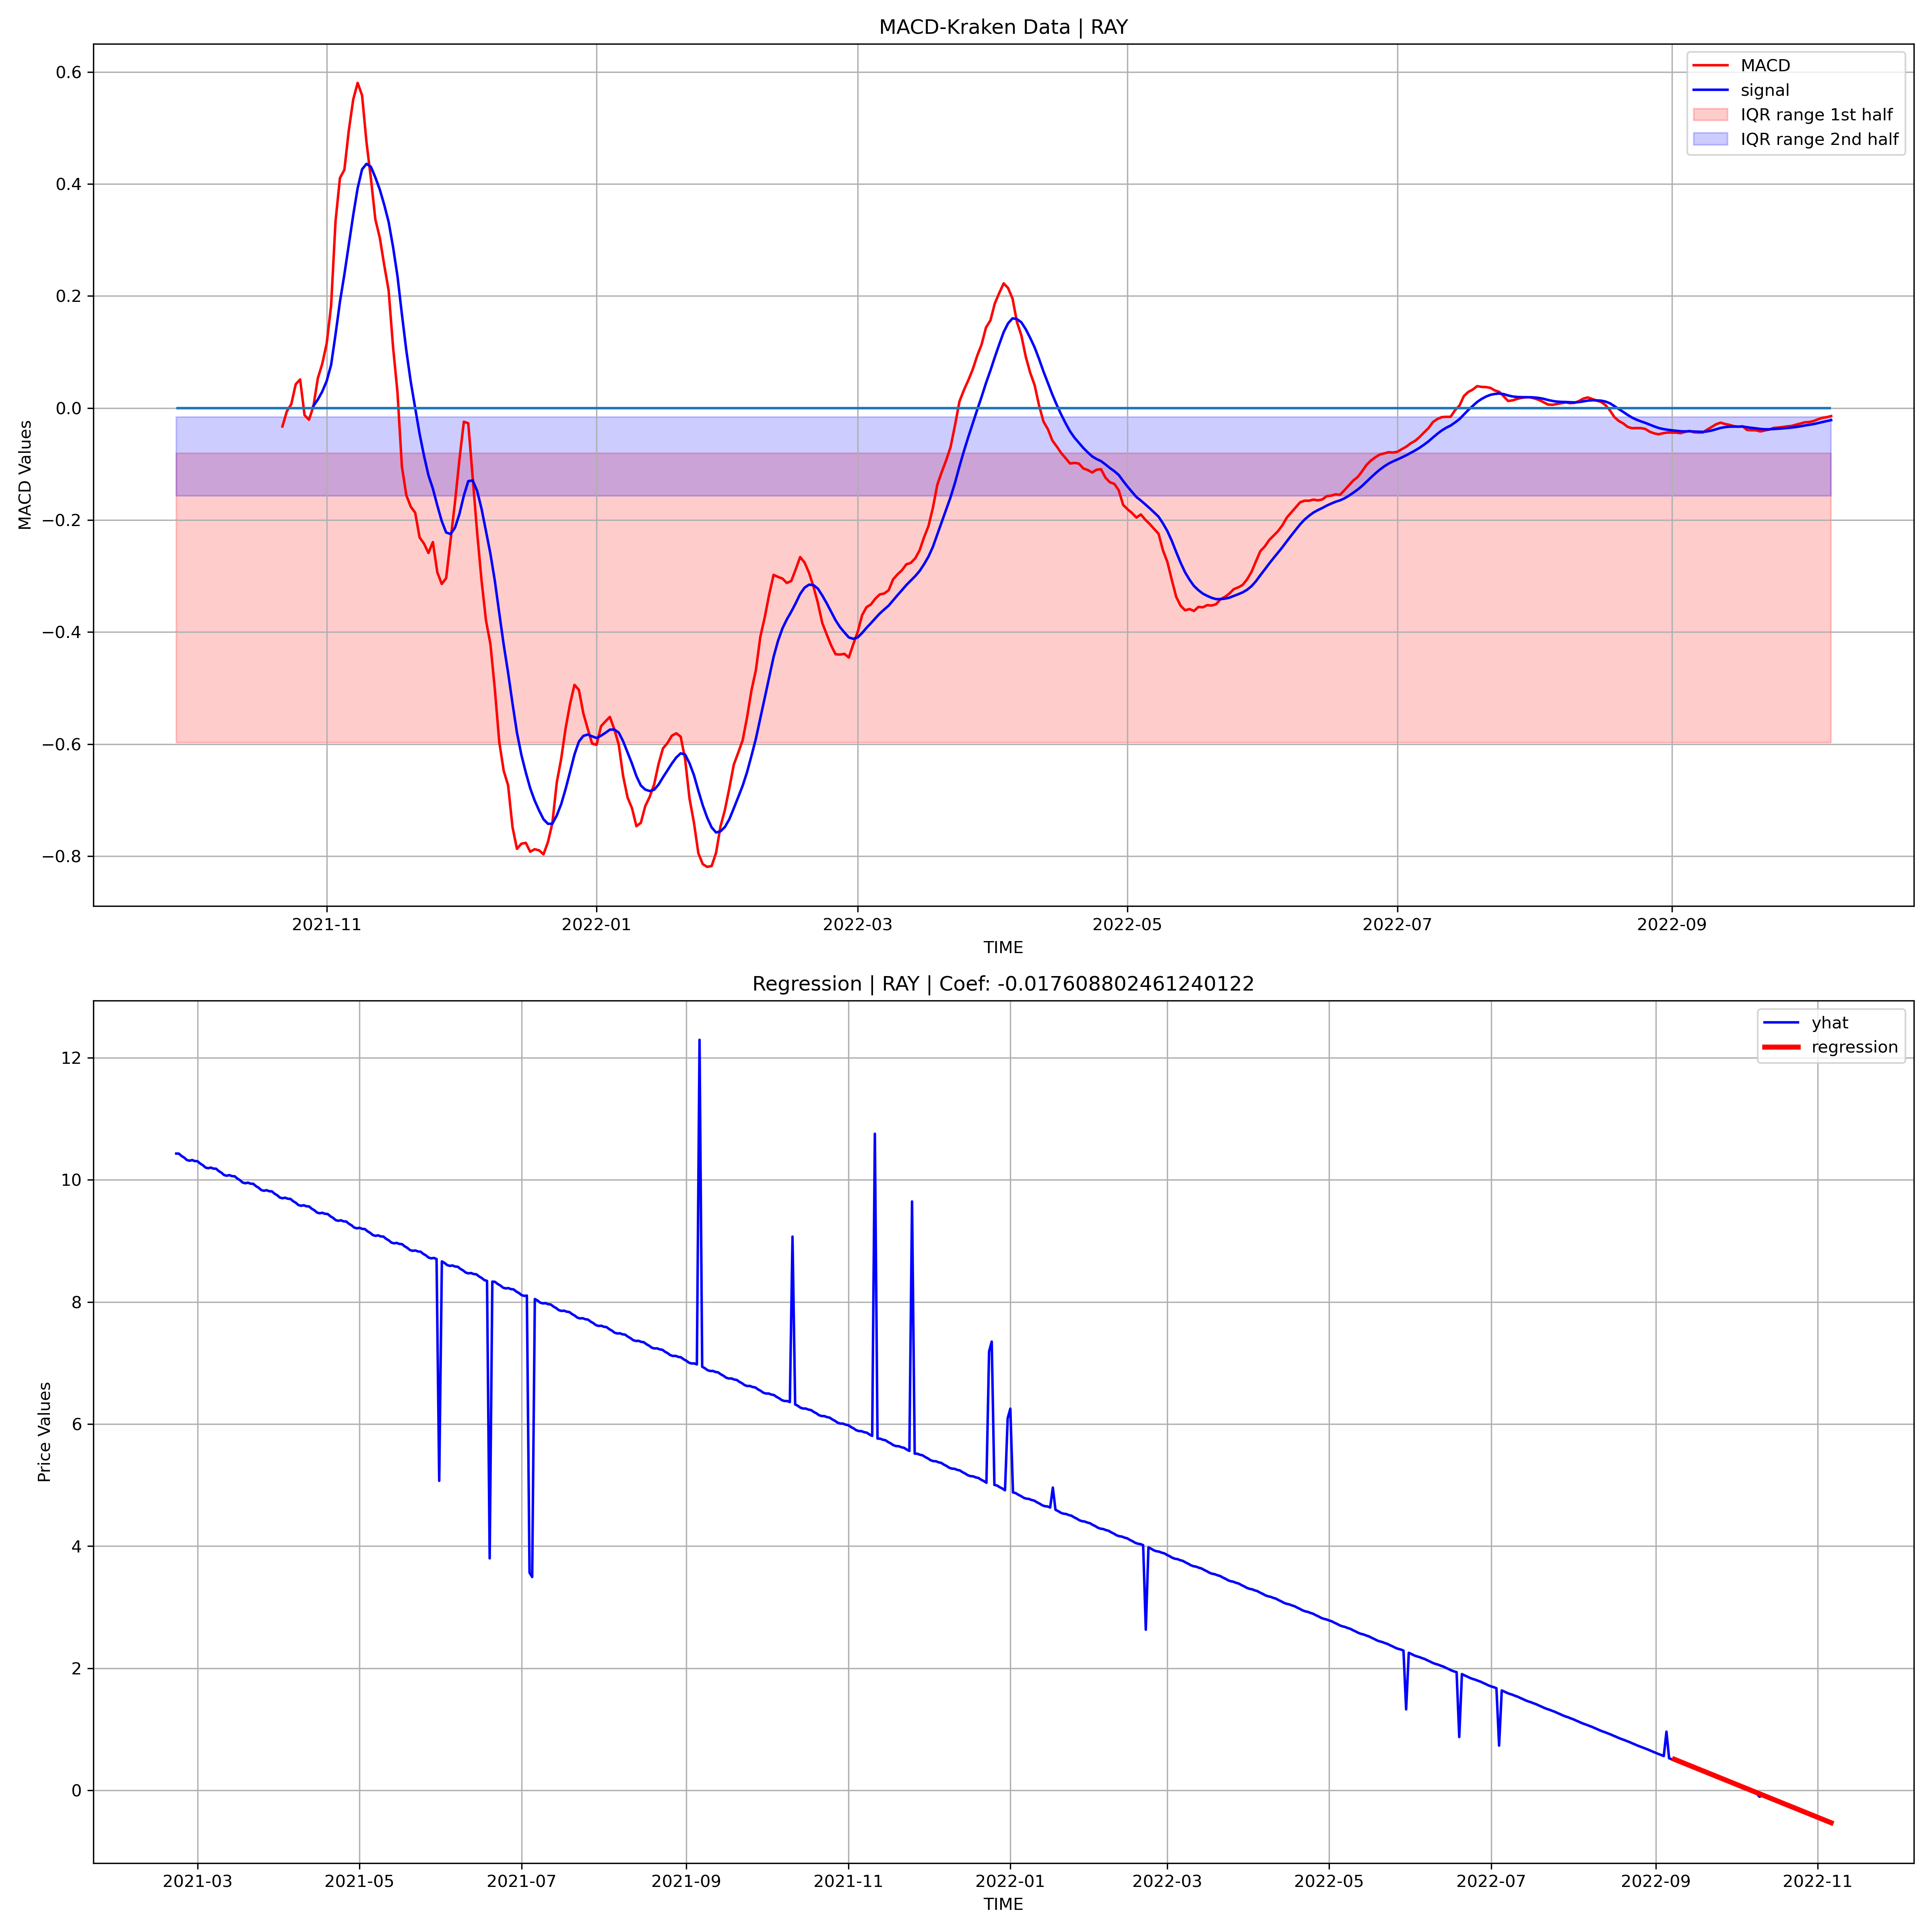 MACD-Kraken Data | RAY
MACD
signal
IQR range 1st half
IQR range 2nd half
MACD Values
0.6
0.4
0.2
0.0
−0.2
−0.4
−0.6
−0.8
2021-11 2022-01 2022-03 2022-05 2022-07 2022-09
TIME
Regression | RAY | Coef: -0.017608802461240122
yhat
regression
Price Values
12
10
8
6
4
2
0
2021-03 2021-05 2021-07 2021-09 2021-11 2022-01 2022-03 2022-05 2022-07 2022-09 2022-11
TIME